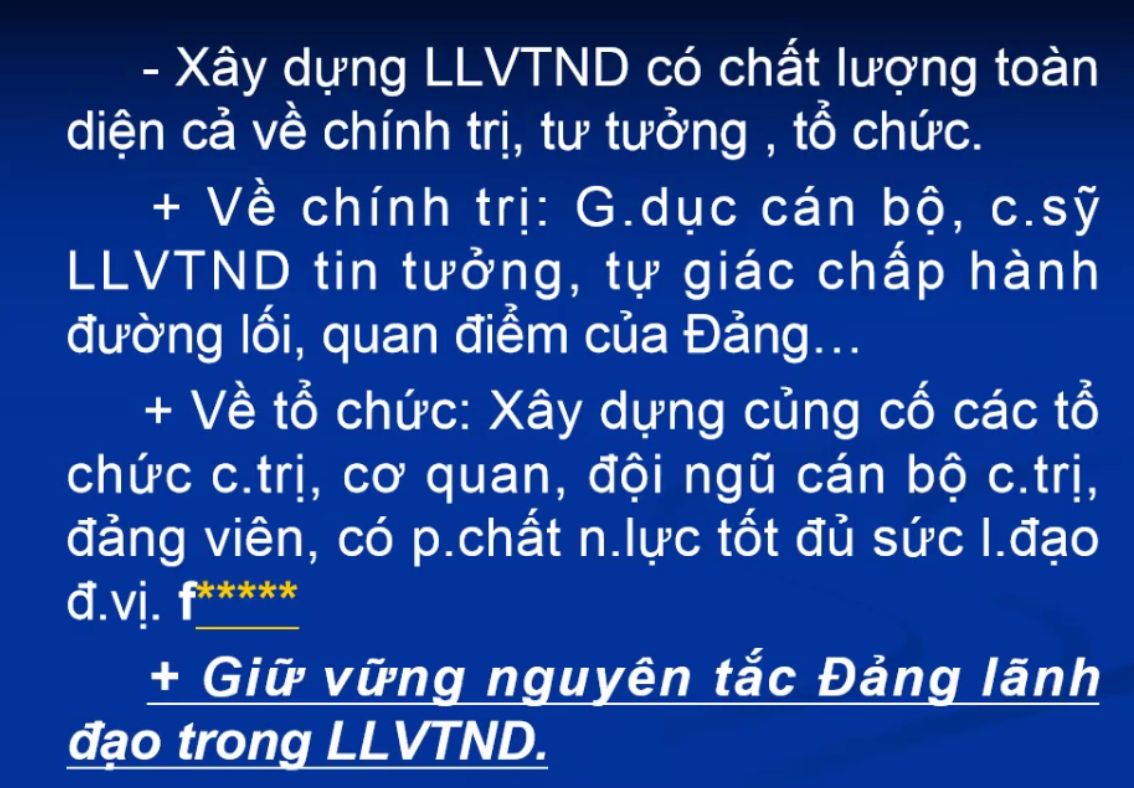 - Xây dựng LLVTND có chất lượng toàn
diện cả về chính trị, tư tưởng , tổ chức.
+ Về chính trị: G.dục cán bộ, c.sỹ
LLVTND tin tưởng, tự giác chấp hành
đường lối, quan điểm của Đảng...
+ Về tổ chức: Xây dựng củng cố các tổ
chức c.trị, cơ quan, đội ngũ cán bộ c.trị,
đảng viên, có p.chất n.lực tốt đủ sức l.đạo
đ.vị. f*****
+ Giữ vững nguyên tắc Đảng lãnh
đạo trong LLVTND.